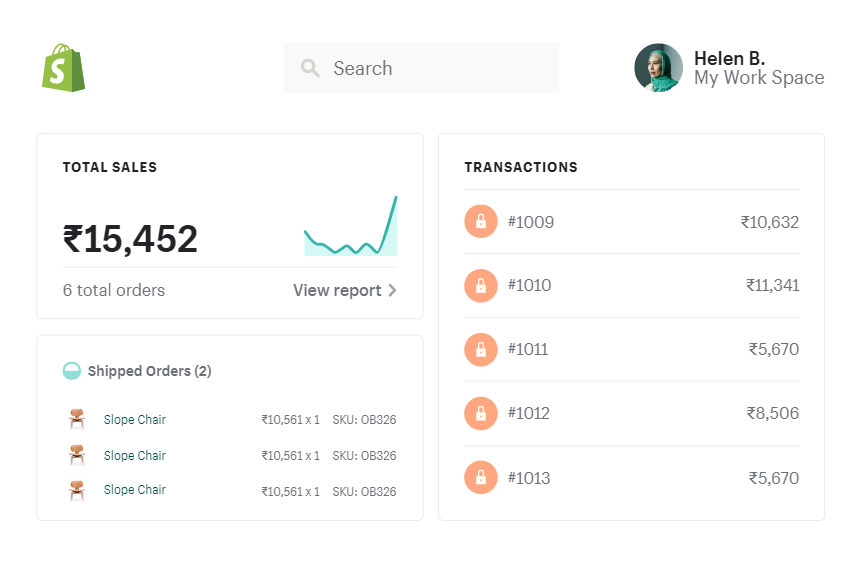 S
Search
Helen B.
My Work Space
TOTAL SALES
₹15,452
6 total orders
View report
Shipped Orders (2)
Slope Chair ₹10,561 x 1 SKU: OB326
Slope Chair ₹10,561 x 1 SKU: OB326
Slope Chair ₹10,561 x 1 SKU: OB326
TRANSACTIONS
#1009 ₹10,632
#1010 ₹11,341
#1011 ₹5,670
#1012 ₹8,506
#1013 ₹5,670